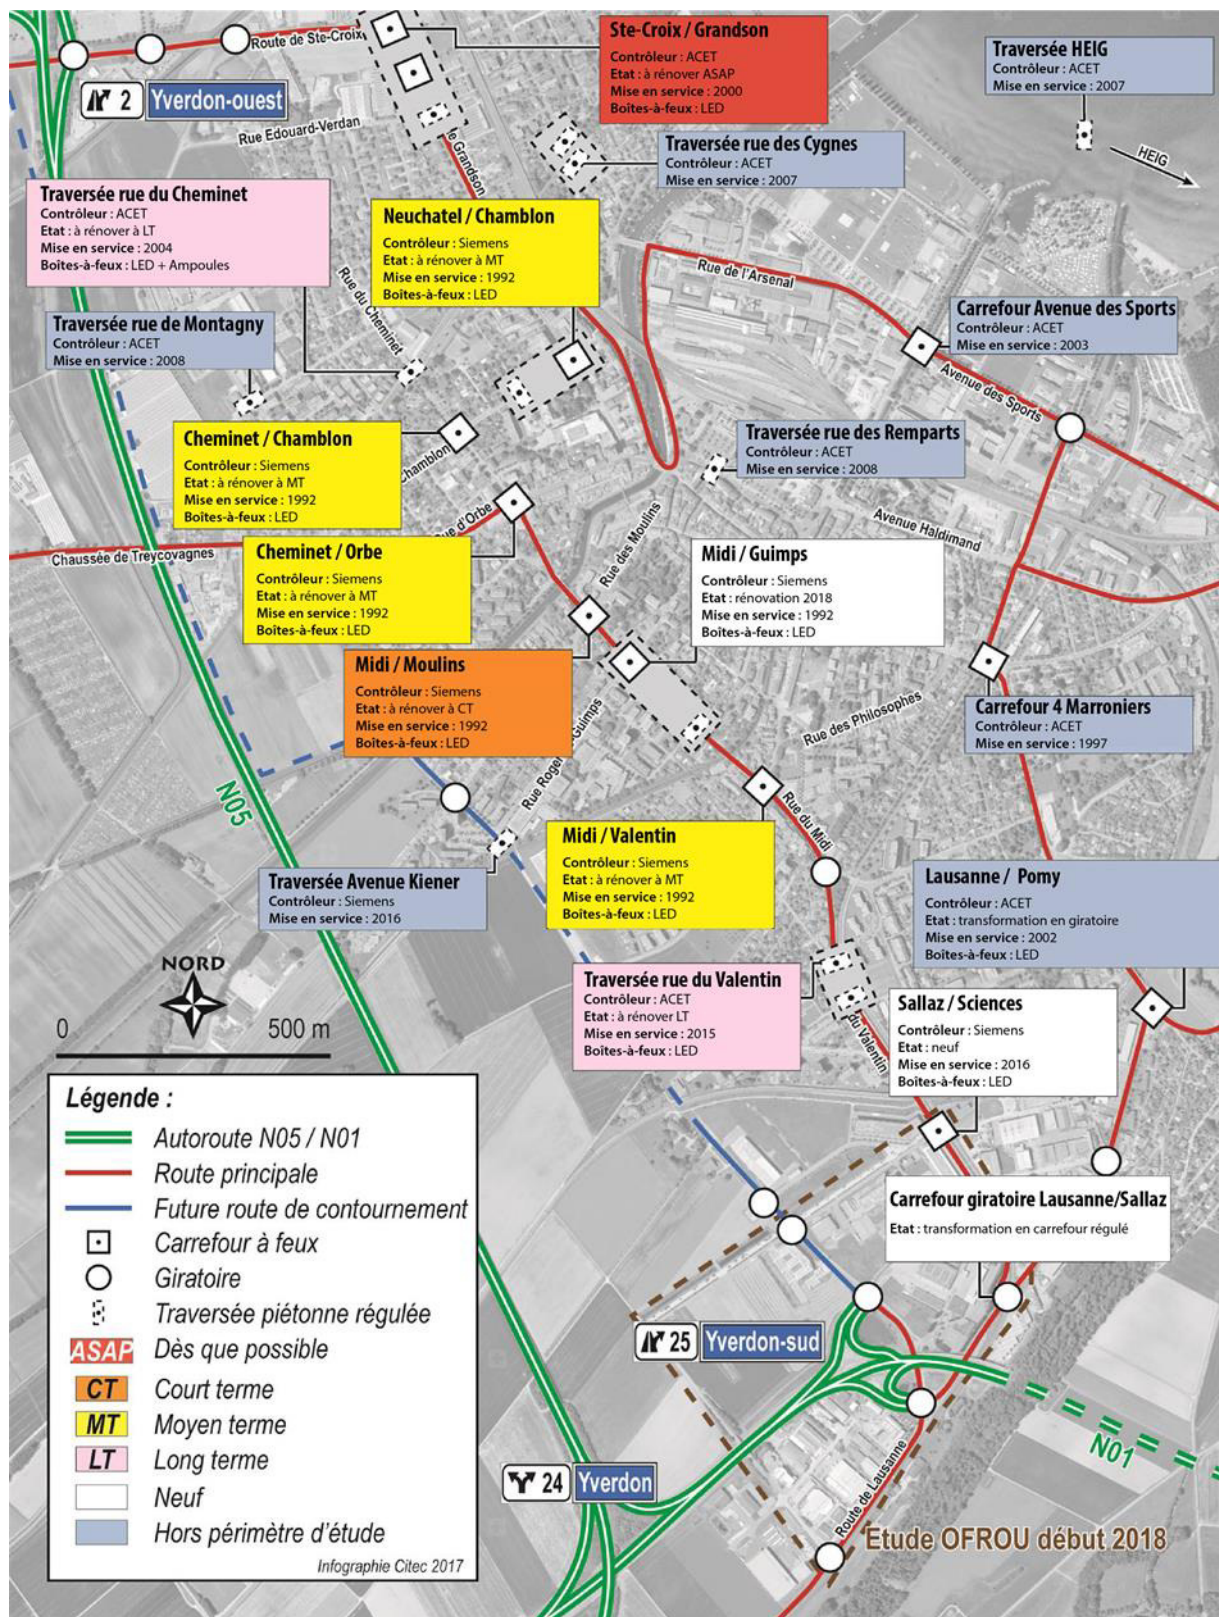 Route de Ste-Croix
2 Yverdon-ouest
Rue Edouard-Verdan
de Grandson
Ste-Croix / Grandson
Contrôleur : ACET
Etat : à rénover ASAP
Mise en service : 2000
Boîtes-à-feux : LED
Traversée HEIG
Contrôleur : ACET
Mise en service : 2007
HEIG
Traversée rue des Cygnes
Contrôleur : ACET
Mise en service : 2007
Traversée rue du Cheminet
Contrôleur : ACET
Etat : à rénover à LT
Mise en service : 2004
Boîtes-à-feux : LED + Ampoules
Neuchatel / Chamblon
Contrôleur : Siemens
Etat : à rénover à MT
Mise en service : 1992
Boîtes-à-feux : LED
Rue de l'Arsenal
Rue du Cheminet
Traversée rue de Montagny
Contrôleur : ACET
Mise en service : 2008
Carrefour Avenue des Sports
Contrôleur : ACET
Mise en service : 2003
Avenue des Sports
Cheminet / Chamblon
Contrôleur : Siemens
Etat : à rénover à MT
Mise en service : 1992
Boîtes-à-feux : LED
Chamblon
Traversée rue des Remparts
Contrôleur : ACET
Mise en service : 2008
Avenue Haldimand
Chaussée de Treycovagnes
Rue d'Orbe
Rue des Moulins
Cheminet / Orbe
Contrôleur : Siemens
Etat : à rénover à MT
Mise en service : 1992
Boîtes-à-feux : LED
Midi / Guimps
Contrôleur : Siemens
Etat : rénovation 2018
Mise en service : 1992
Boîtes-à-feux : LED
Midi / Moulins
Contrôleur : Siemens
Etat : à rénover à CT
Mise en service : 1992
Boîtes-à-feux : LED
Rue des Philosophes
Carrefour 4 Marroniers
Contrôleur : ACET
Mise en service : 1997
Rue Roger Guimps
N05
Rue du Midi
Midi / Valentin
Contrôleur : Siemens
Etat : à rénover à MT
Mise en service : 1992
Boîtes-à-feux : LED
Traversée Avenue Kiener
Contrôleur : Siemens
Mise en service : 2016
Lausanne / Pomy
Contrôleur : ACET
Etat : transformation en giratoire
Mise en service : 2002
Boîtes-à-feux : LED
NORD
0 500 m
Traversée rue du Valentin
Contrôleur : ACET
Etat : à rénover LT
Mise en service : 2015
Boîtes-à-feux : LED
du Valentin
Sallaz / Sciences
Contrôleur : Siemens
Etat : neuf
Mise en service : 2016
Boîtes-à-feux : LED
Carrefour giratoire Lausanne/Sallaz
Etat : transformation en carrefour régulé
25 Yverdon-sud
24 Yverdon
N01
Route de Lausanne
Etude OFROU début 2018
Légende :
Autoroute N05 / N01
Route principale
Future route de contournement
Carrefour à feux
Giratoire
Traversée piétonne régulée
ASAP Dès que possible
CT Court terme
MT Moyen terme
LT Long terme
Neuf
Hors périmètre d'étude
Infographie Citec 2017